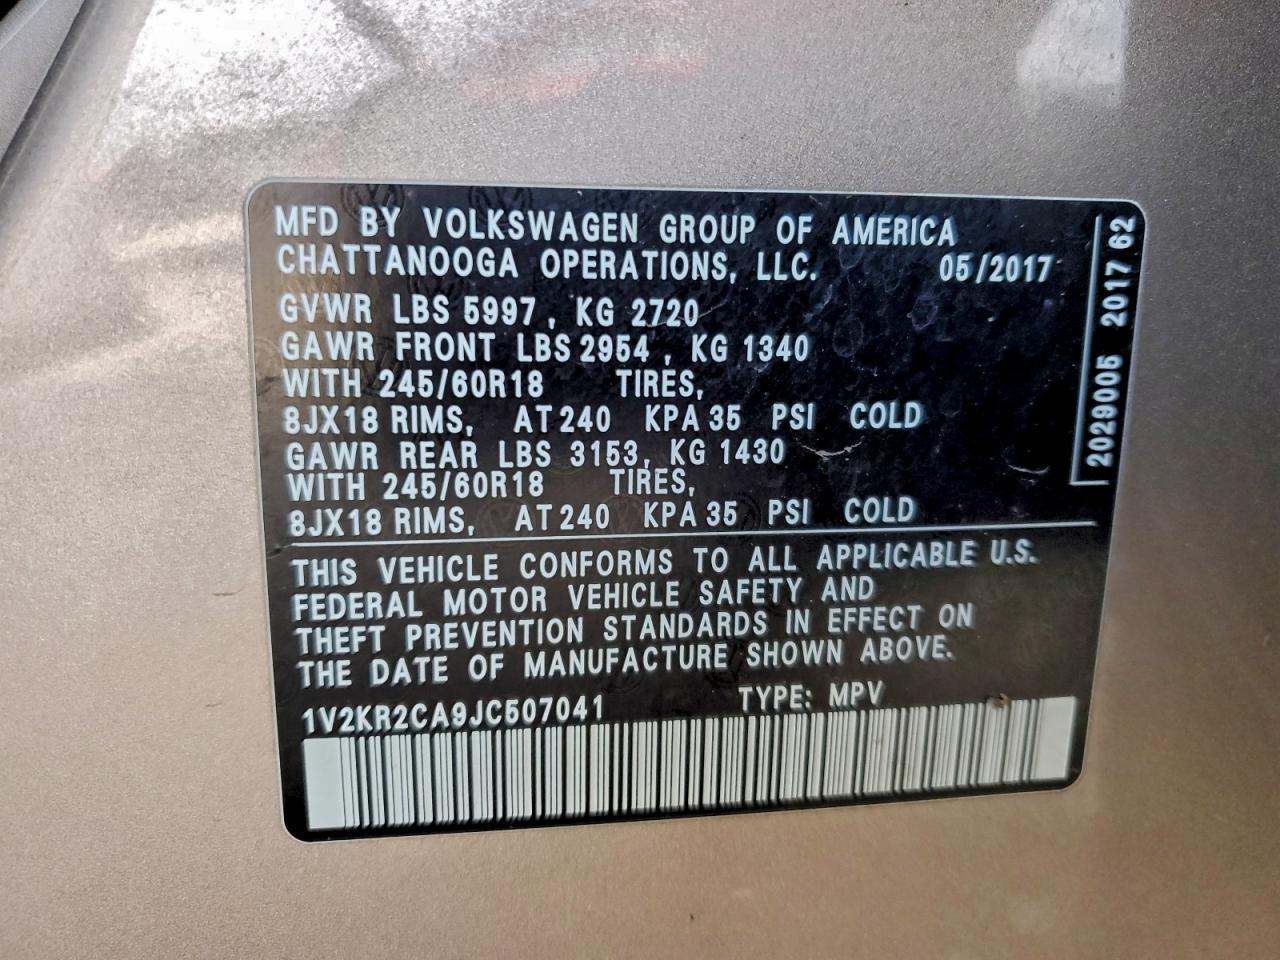 MFD BY VOLKSWAGEN GROUP OF AMERICA
CHATTANOOGA OPERATIONS, LLC. 05/2017
GVWR LBS 5997, KG 2720
GAWR FRONT LBS 2954, KG 1340
WITH 245/60R18 TIRES,
8JX18 RIMS, AT 240 KPA 35 PSI COLD
GAWR REAR LBS 3153, KG 1430
WITH 245/60R18 TIRES,
8JX18 RIMS, AT 240 KPA 35 PSI COLD
THIS VEHICLE CONFORMS TO ALL APPLICABLE U.S.
FEDERAL MOTOR VEHICLE SAFETY AND
THEFT PREVENTION STANDARDS IN EFFECT ON
THE DATE OF MANUFACTURE SHOWN ABOVE.
1V2KR2CA9JC507041 TYPE: MPV
2029005 2017 62